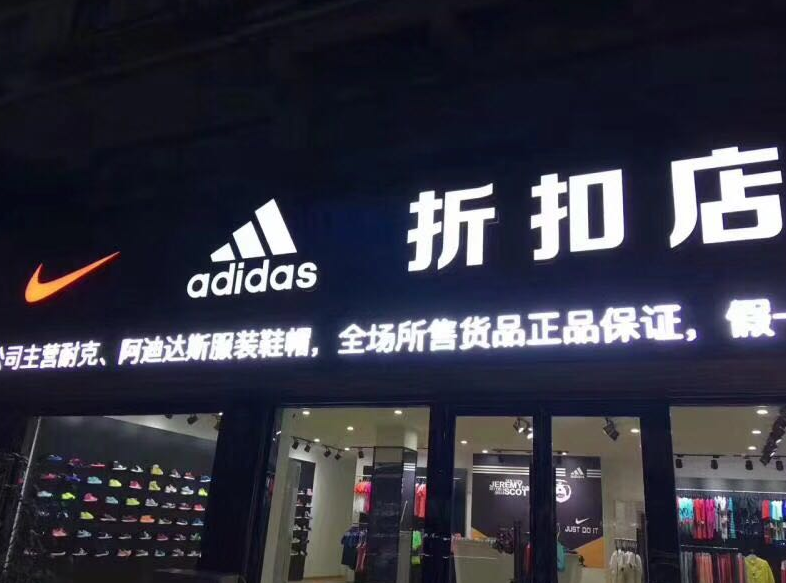 adidas 折扣店
公司主营耐克、阿迪达斯服装鞋帽，全场所售货品正品保证，假一
JEREMY
SCOT
JUST DO IT